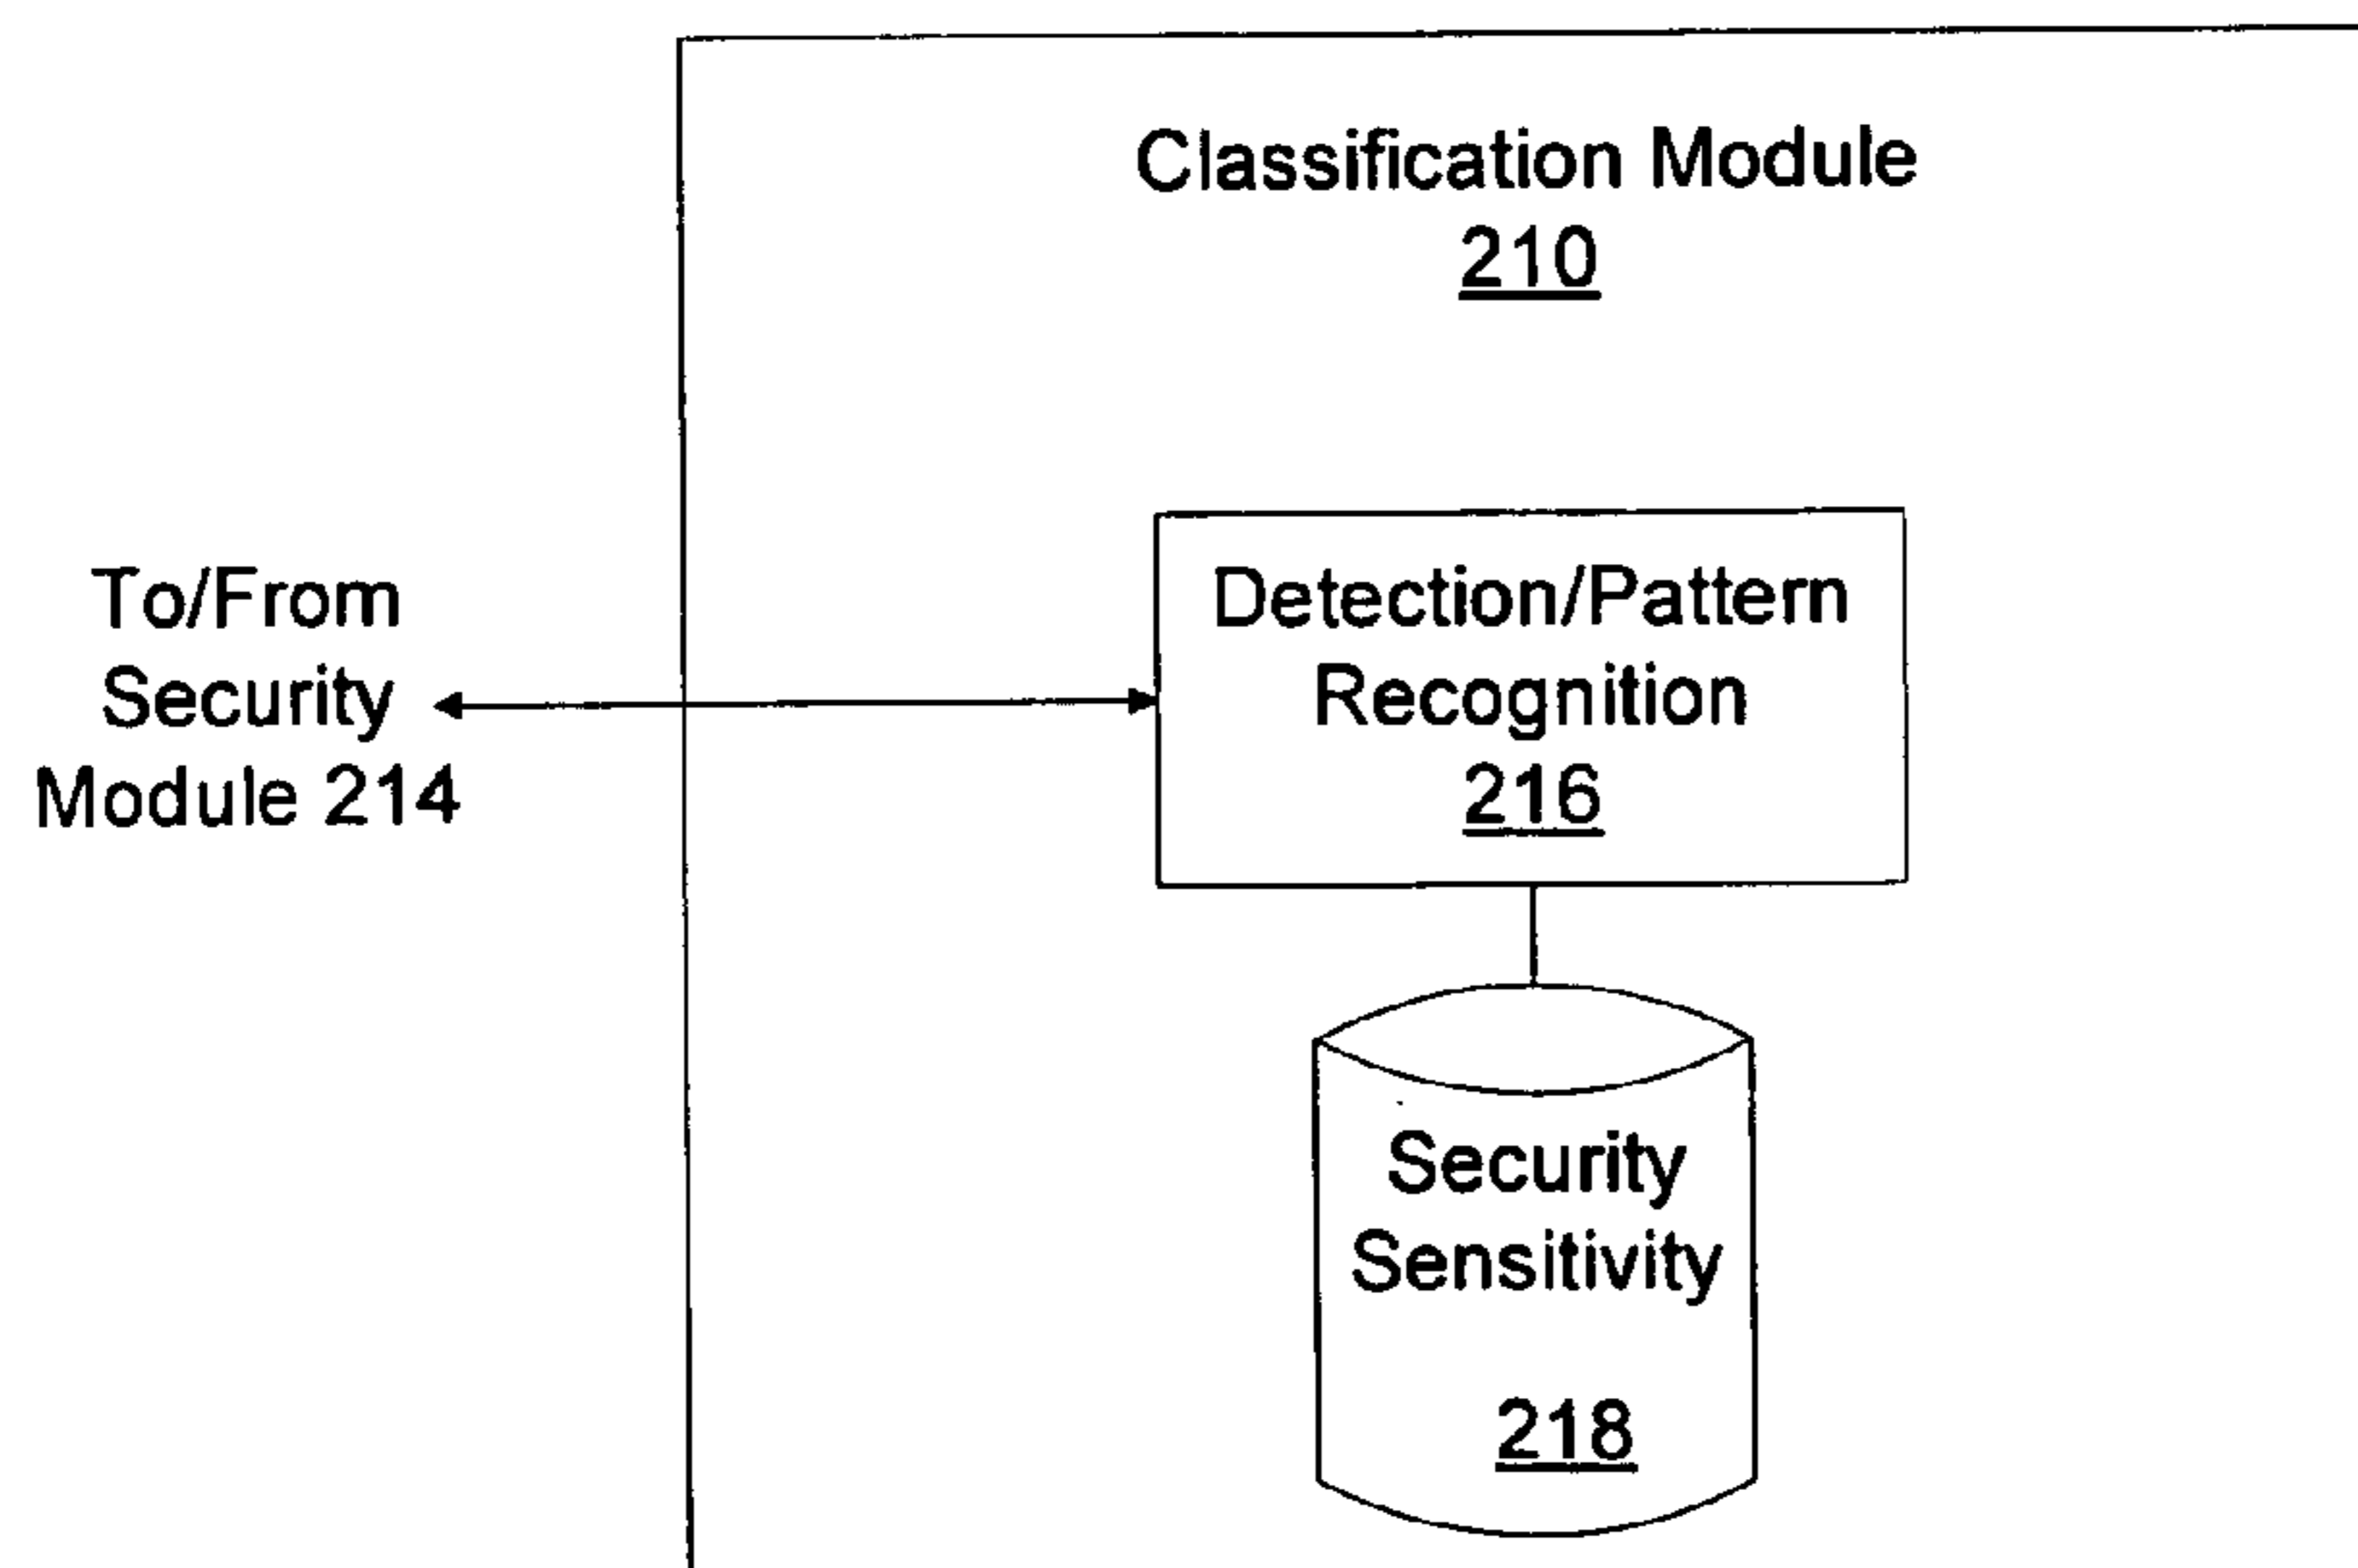 Classification Module
210
To/From
Security
Module 214
Detection/Pattern
Recognition
216
Security
Sensitivity
218